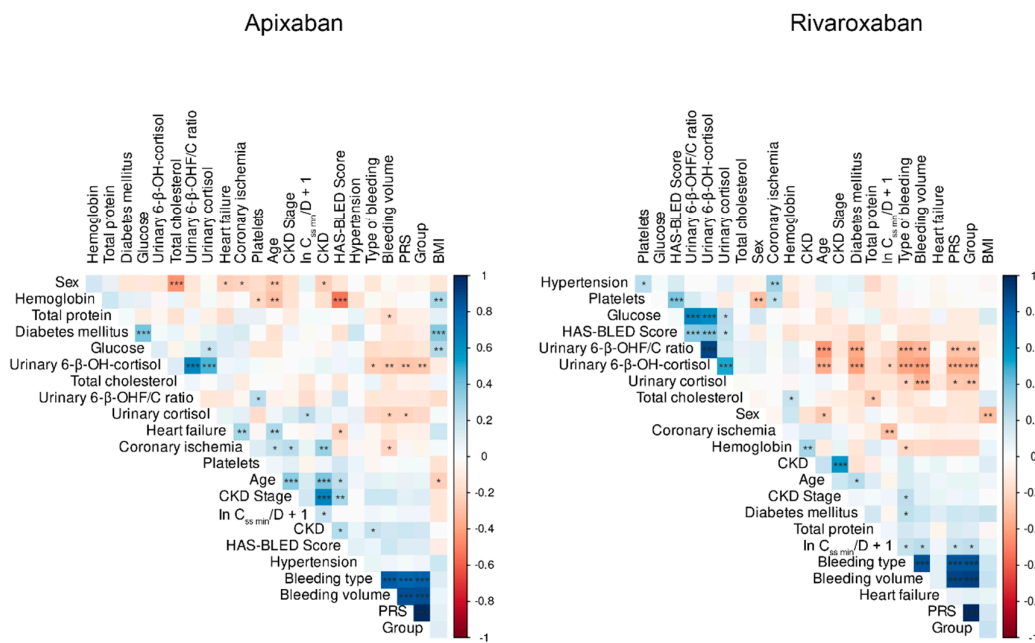 Apixaban
Rivaroxaban
Hemoglobin
Total protein
Diabetes mellitus
Glucose
Urinary 6-β-OH-cortisol
Total cholesterol
Urinary 6-β-OHF/C ratio
Urinary cortisol
Heart failure
Coronary ischemia
Platelets
Age
CKD Stage
ln C ss min/D + 1
CKD
HAS-BLED Score
Hypertension
Type o' bleeding
Bleeding volume
PRS
Group
BMI
Sex
Hemoglobin
Total protein
Diabetes mellitus
Glucose
Urinary 6-β-OH-cortisol
Total cholesterol
Urinary 6-β-OHF/C ratio
Urinary cortisol
Heart failure
Coronary ischemia
Platelets
Age
CKD Stage
ln C ss min/D + 1
CKD
HAS-BLED Score
Hypertension
Bleeding type
Bleeding volume
PRS
Group
1
0.8
0.6
0.4
0.2
0
-0.2
-0.4
-0.6
-0.8
-1
Platelets
Glucose
HAS-BLED Score
Urinary 6-β-OHF/C ratio
Urinary 6-β-OH-cortisol
Urinary cortisol
Total cholesterol
Coronary ischemia
Hemoglobin
Sex
CKD
Age
CKD Stage
Diabetes mellitus
Total protein
ln C ss min/D + 1
Type o' bleeding
Bleeding volume
Heart failure
PRS
Group
BMI
Hypertension
Platelets
Glucose
HAS-BLED Score
Urinary 6-β-OHF/C ratio
Urinary 6-β-OH-cortisol
Urinary cortisol
Total cholesterol
Sex
Coronary ischemia
Hemoglobin
CKD
Age
CKD Stage
Diabetes mellitus
Total protein
ln C ss min/D + 1
Bleeding type
Bleeding volume
Heart failure
PRS
Group